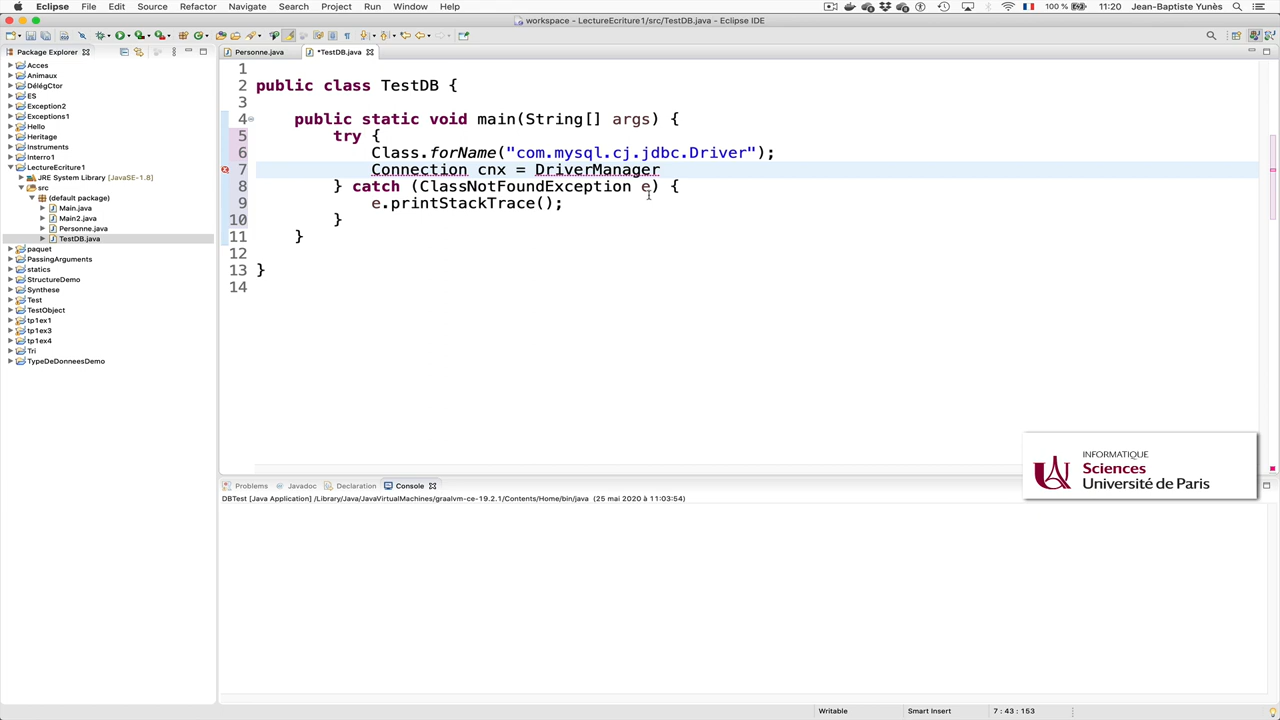 Eclipse File Edit Source Refactor Navigate Search Project Run Window Help 100 % 11:20 Jean-Baptiste Yunès
workspace - LectureEcriture1/src/TestDB.java - Eclipse IDE
Package Explorer
Acces
Animaux
DélégCtor
ES
Exception2
Exceptions1
Hello
Heritage
Instruments
Interro1
LectureEcriture1
JRE System Library [JavaSE-1.8]
src
(default package)
Main.java
Main2.java
Personne.java
TestDB.java
paquet
PassingArguments
statics
StructureDemo
Synthese
Test
TestObject
tp1ex1
tp1ex3
tp1ex4
Tri
TypeDeDonneesDemo
Personne.java *TestDB.java
1
2 public class TestDB {
3
4 public static void main(String[] args) {
5 try {
6 Class.forName("com.mysql.cj.jdbc.Driver");
7 Connection cnx = DriverManager
8 } catch (ClassNotFoundException e) {
9 e.printStackTrace();
10 }
11 }
12
13 }
14
INFORMATIQUE
Sciences
Université de Paris
Problems Javadoc Declaration Console
DBTest [Java Application] /Library/Java/JavaVirtualMachines/graalvm-ce-19.2.1/Contents/Home/bin/java (25 mai 2020 à 11:03:54)
Writable Smart Insert 7 : 43 : 153